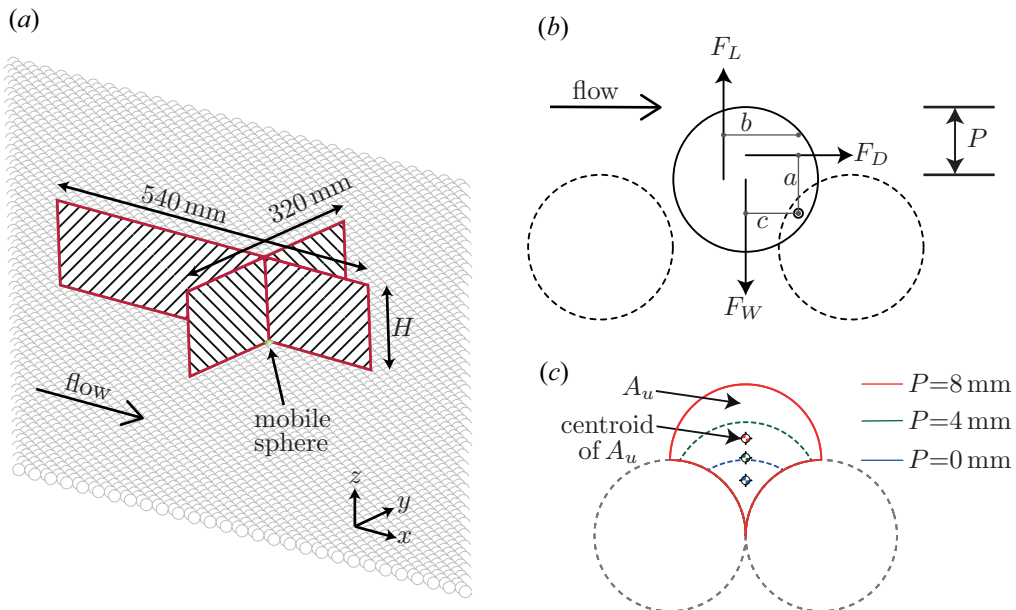 (a)
540 mm
320 mm
H
flow
mobile
sphere
z
y
x
(b)
F_L
flow
b
P
F_D
a
c
F_W
(c)
A_u
P=8 mm
centroid
of A_u
P=4 mm
P=0 mm